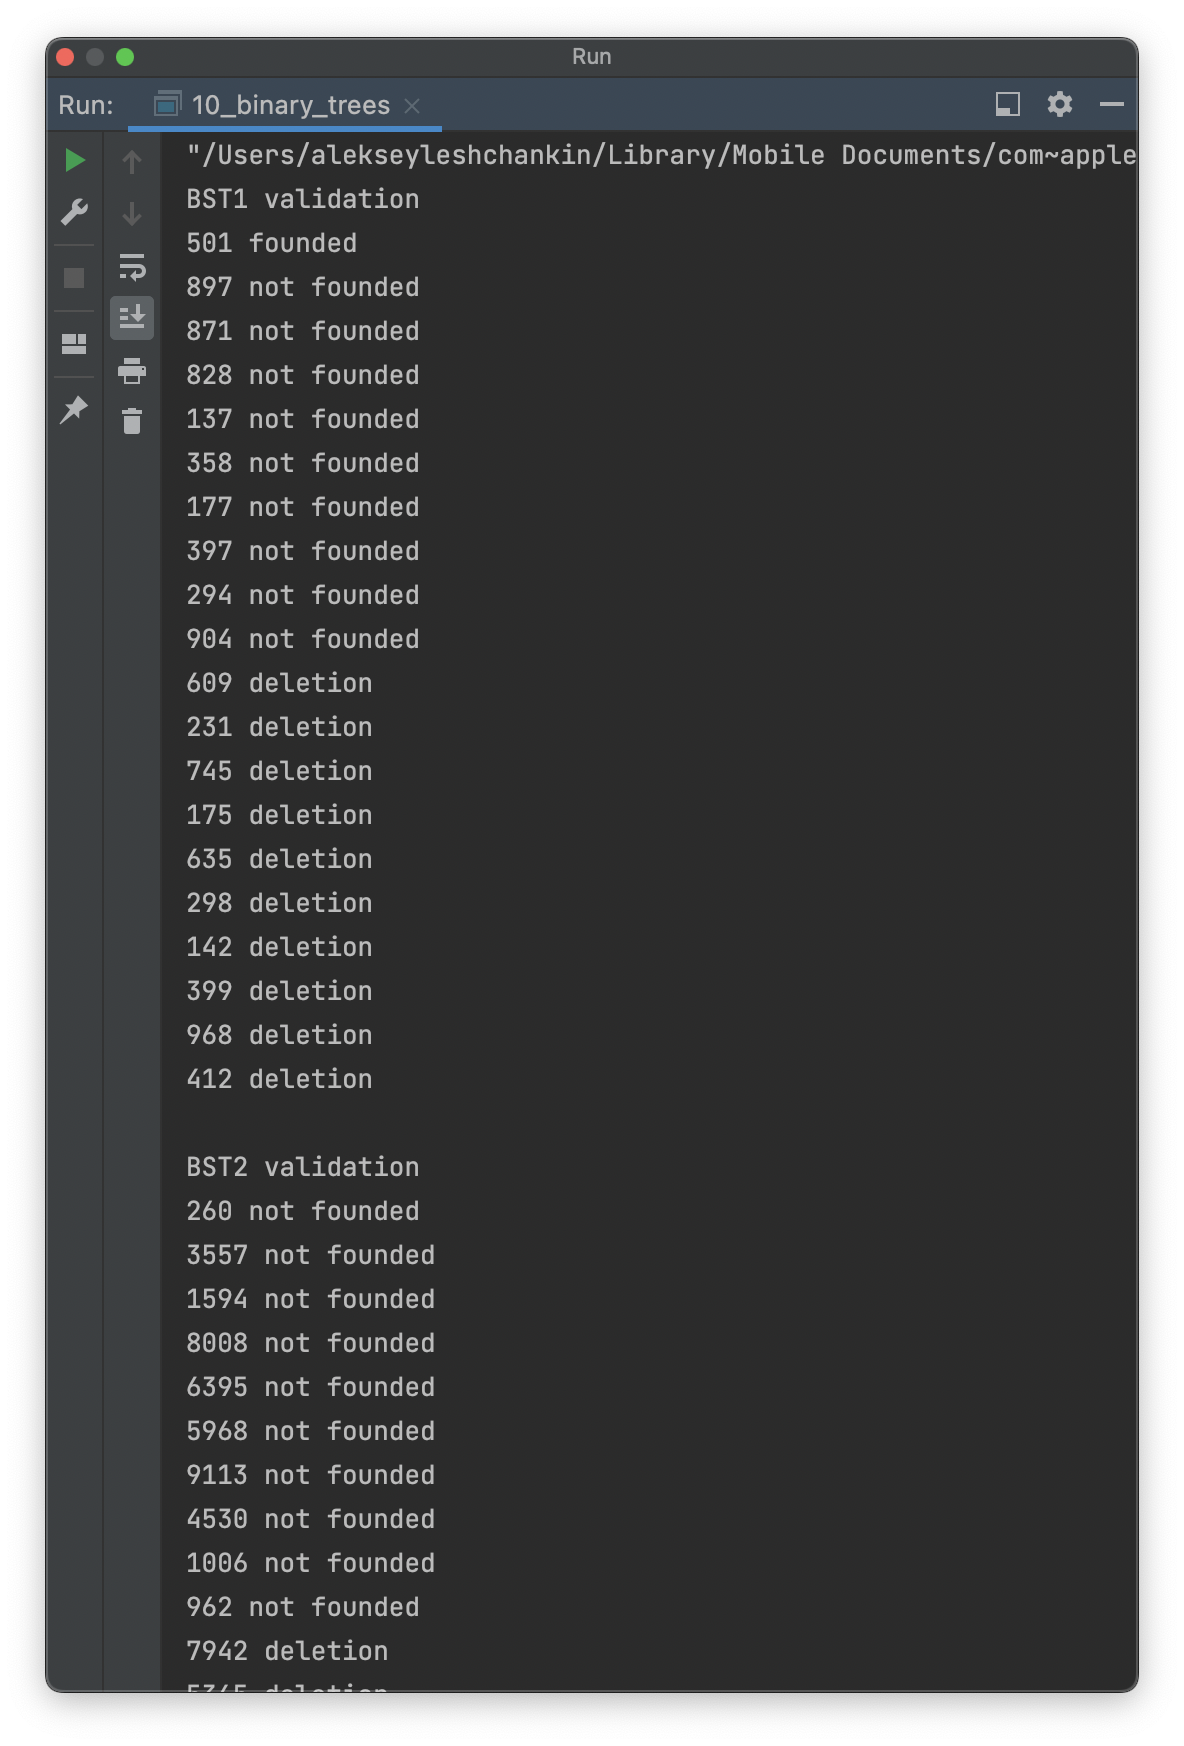 Run
Run: 10_binary_trees
"/Users/alekseyleshchankin/Library/Mobile Documents/com~apple
BST1 validation
501 founded
897 not founded
871 not founded
828 not founded
137 not founded
358 not founded
177 not founded
397 not founded
294 not founded
904 not founded
609 deletion
231 deletion
745 deletion
175 deletion
635 deletion
298 deletion
142 deletion
399 deletion
968 deletion
412 deletion
BST2 validation
260 not founded
3557 not founded
1594 not founded
8008 not founded
6395 not founded
5968 not founded
9113 not founded
4530 not founded
1006 not founded
962 not founded
7942 deletion
deletion